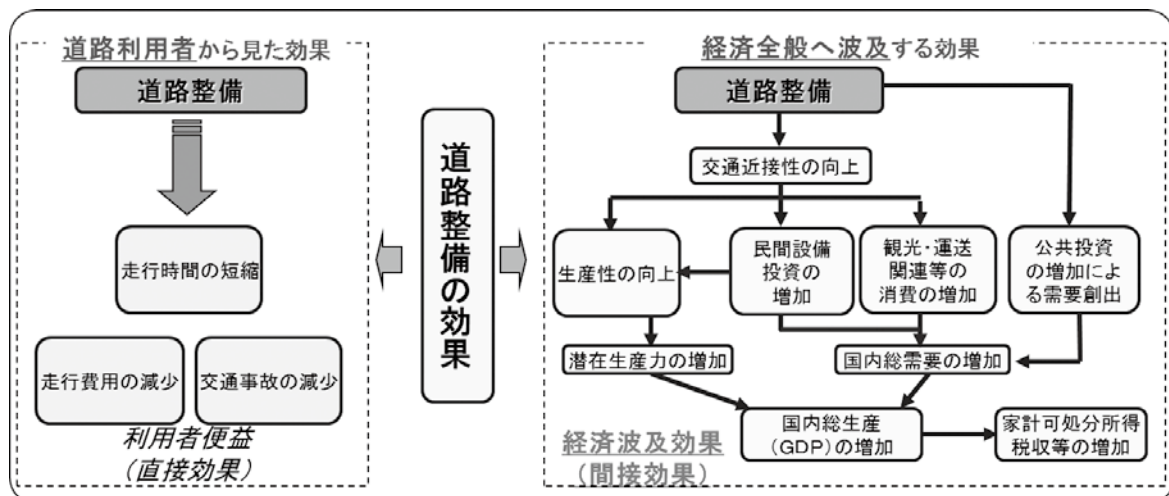 道路利用者から見た効果
道路整備
走行時間の短縮
走行費用の減少
交通事故の減少
利用者便益
(直接効果)
道路整備の効果
経済全般へ波及する効果
道路整備
交通近接性の向上
生産性の向上
民間設備
投資の
増加
観光・運送
関連等の
消費の増加
公共投資
の増加によ
る需要創出
潜在生産力の増加
国内総需要の増加
国内総生産
(GDP)の増加
家計可処分所得
税収等の増加
経済波及効果
(間接効果)